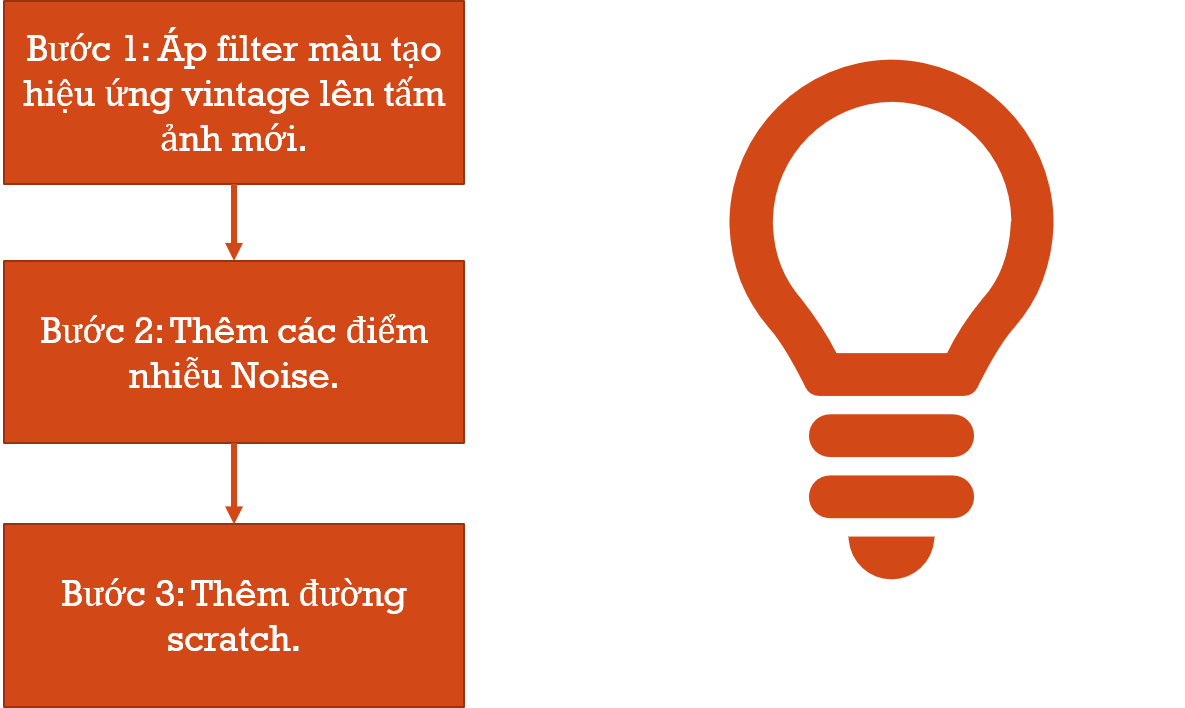 Bước 1: Áp filter màu tạo
hiệu ứng vintage lên tấm
ảnh mới.
Bước 2: Thêm các điểm
nhiễu Noise.
Bước 3: Thêm đường
scratch.